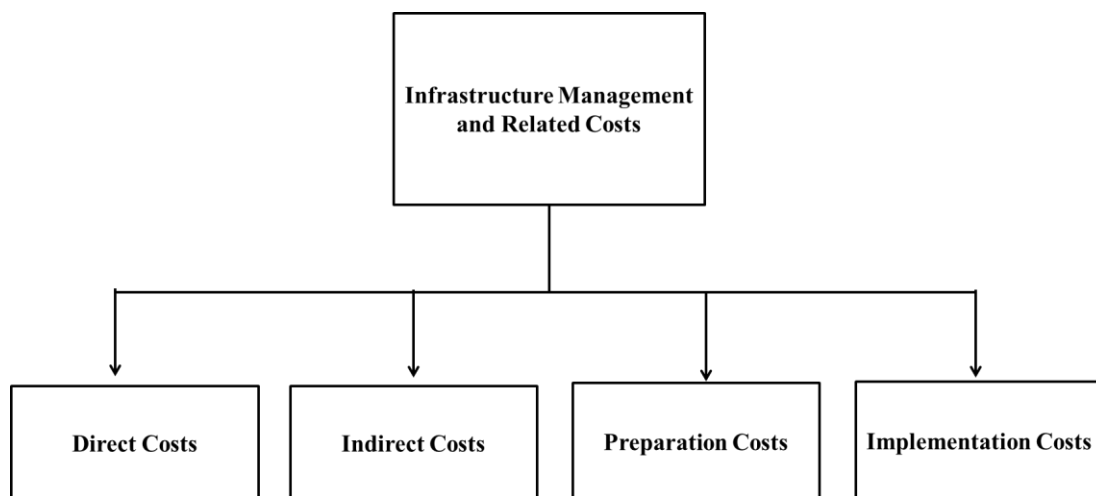 Infrastructure Management
and Related Costs
Direct Costs
Indirect Costs
Preparation Costs
Implementation Costs